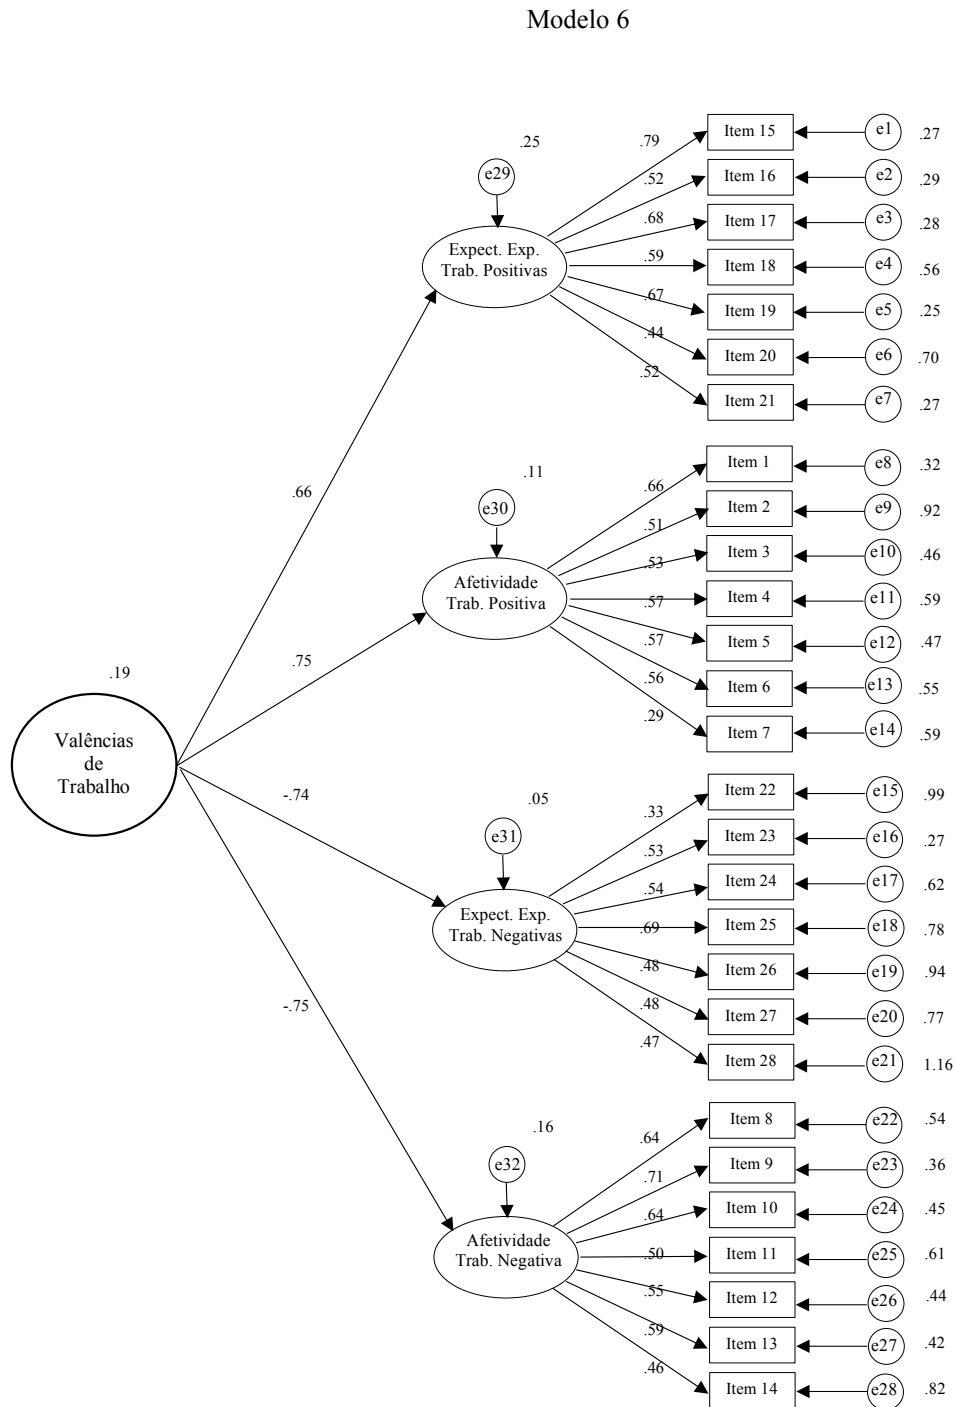 Modelo 6
.25
e29
Expect. Exp.
Trab. Positivas
.79
Item 15
e1
.27
.52
Item 16
e2
.29
.68
Item 17
e3
.28
.59
Item 18
e4
.56
.67
Item 19
e5
.25
.44
Item 20
e6
.70
.52
Item 21
e7
.27
.66
.11
e30
Afetividade
Trab. Positiva
.66
Item 1
e8
.32
.51
Item 2
e9
.92
.53
Item 3
e10
.46
.57
Item 4
e11
.59
.57
Item 5
e12
.47
.56
Item 6
e13
.55
.29
Item 7
e14
.59
.75
.19
Valências
de
Trabalho
-.74
.05
e31
Expect. Exp.
Trab. Negativas
.33
Item 22
e15
.99
.53
Item 23
e16
.27
.54
Item 24
e17
.62
.69
Item 25
e18
.78
.48
Item 26
e19
.94
.48
Item 27
e20
.77
.47
Item 28
e21
1.16
-.75
.16
e32
Afetividade
Trab. Negativa
.64
Item 8
e22
.54
.71
Item 9
e23
.36
.64
Item 10
e24
.45
.50
Item 11
e25
.61
.55
Item 12
e26
.44
.59
Item 13
e27
.42
.46
Item 14
e28
.82